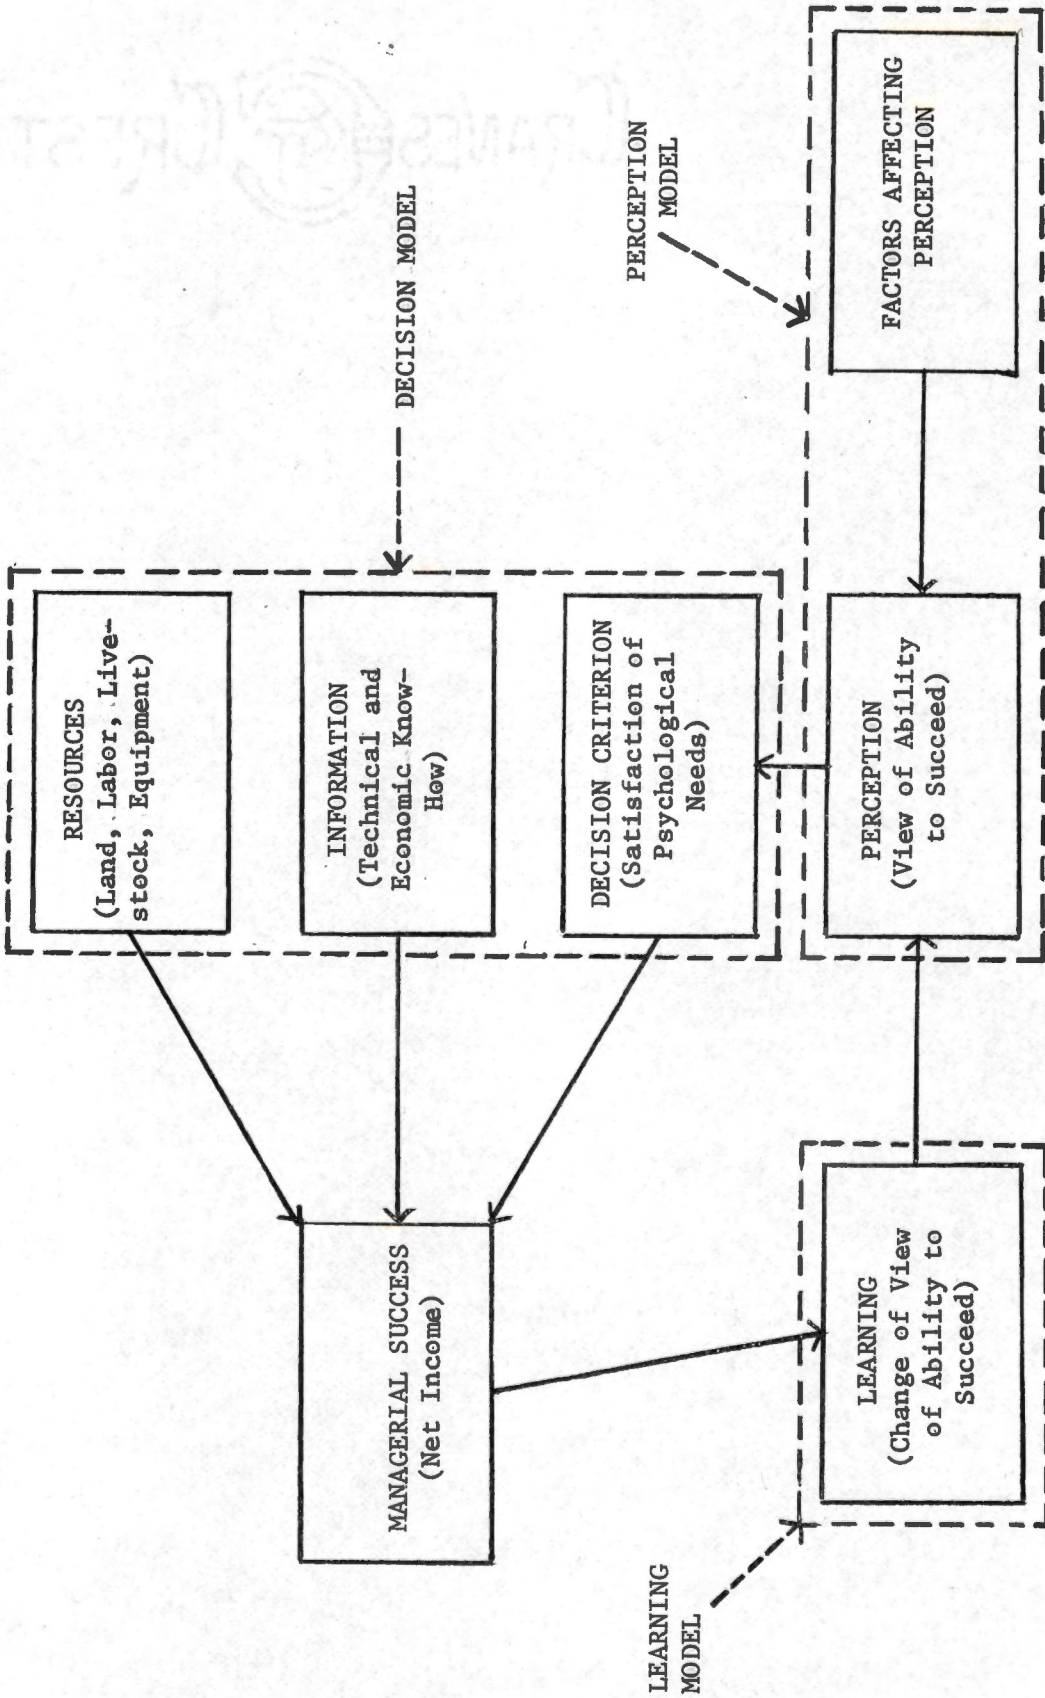 RESOURCES
(Land, Labor, Live-
stock, Equipment)
MANAGERIAL SUCCESS
(Net Income)
INFORMATION
(Technical and
Economic Know-
How)
DECISION MODEL
DECISION CRITERION
(Satisfaction of
Psychological
Needs)
LEARNING
MODEL
PERCEPTION
MODEL
LEARNING
(Change of View
of Ability to
Succeed)
PERCEPTION
(View of Ability
to Succeed)
FACTORS AFFECTING
PERCEPTION